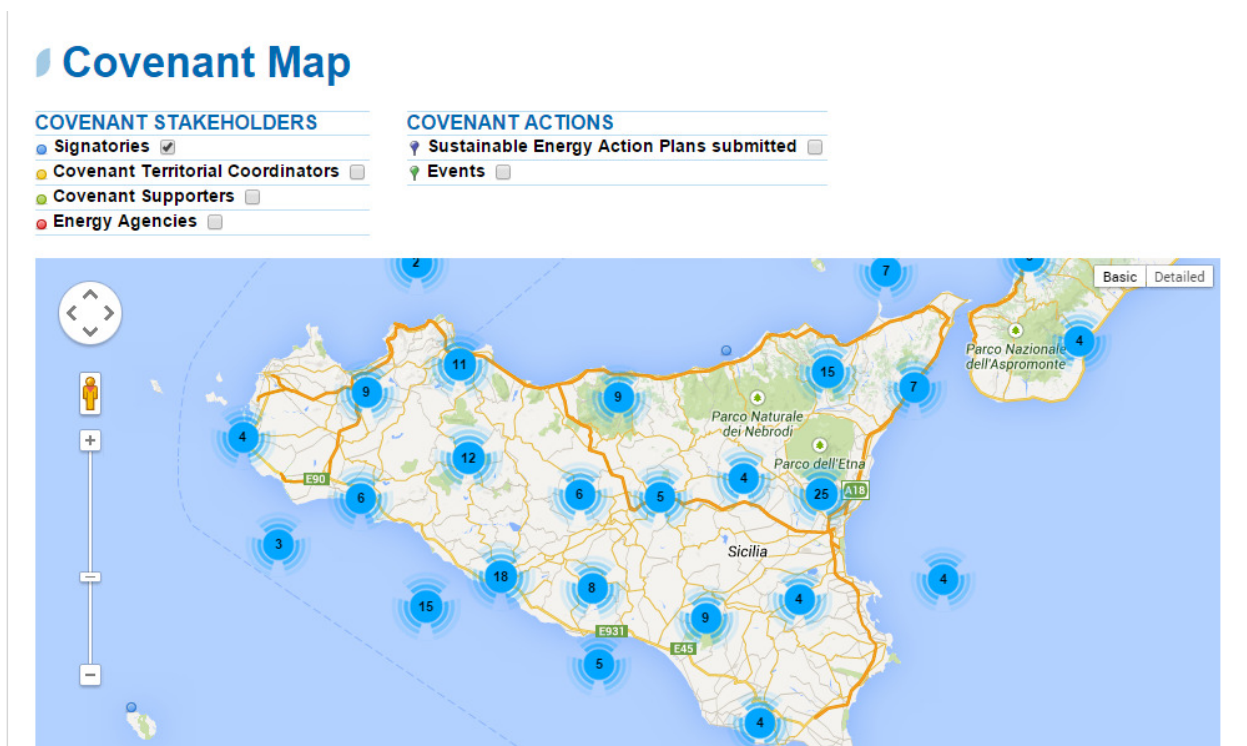 Covenant Map
COVENANT STAKEHOLDERS
Signatories
Covenant Territorial Coordinators
Covenant Supporters
Energy Agencies
COVENANT ACTIONS
Sustainable Energy Action Plans submitted
Events
2
7
Basic Detailed
4
Parco Nazionale
dell'Aspromonte
11
15
9
9
7
Parco Naturale
dei Nebrodi
4
12
Parco dell'Etna
E90
6
6
5
4
25
A18
3
Sicilia
18
15
8
4
4
9
E931
E45
5
4